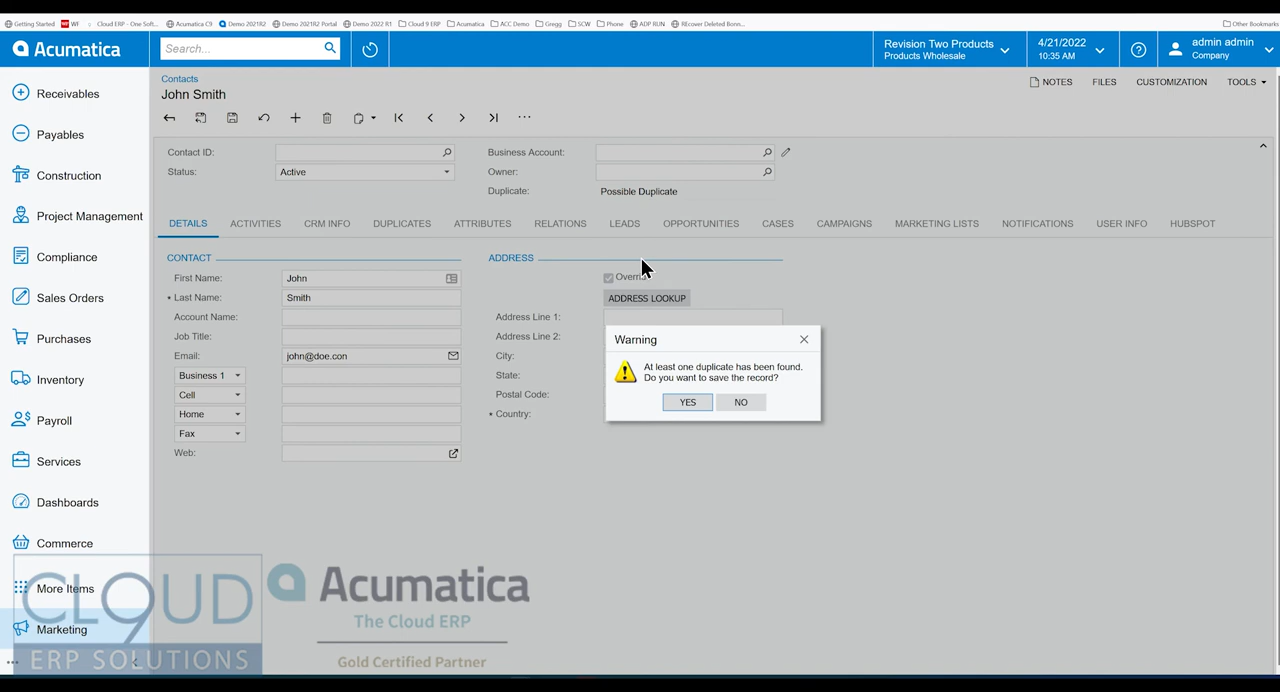 Getting Started
WF
Cloud ERP - One Soft...
Acumatica C9
Demo 2021R2
Demo 2021R2 Portal
Demo 2022 R1
Cloud 9 ERP
Acumatica
ACC Demo
Gregg
SCW
Phone
ADP RUN
REcover Deleted Bonn...
Other Bookmarks
Acumatica
Search...
Revision Two Products
Products Wholesale
4/21/2022
10:35 AM
admin admin
Company
Receivables
Payables
Construction
Project Management
Compliance
Sales Orders
Purchases
Inventory
Payroll
Services
Dashboards
Commerce
More Items
Marketing
Contacts
John Smith
NOTES
FILES
CUSTOMIZATION
TOOLS
Contact ID:
Business Account:
Status:
Active
Owner:
Duplicate:
Possible Duplicate
DETAILS
ACTIVITIES
CRM INFO
DUPLICATES
ATTRIBUTES
RELATIONS
LEADS
OPPORTUNITIES
CASES
CAMPAIGNS
MARKETING LISTS
NOTIFICATIONS
USER INFO
HUBSPOT
CONTACT
First Name:
John
Last Name:
Smith
Account Name:
Job Title:
Email:
john@doe.con
Business 1
Cell
Home
Fax
Web:
ADDRESS
ADDRESS LOOKUP
Address Line 1:
Address Line 2:
City:
State:
Postal Code:
Country:
Warning
At least one duplicate has been found.
Do you want to save the record?
YES
NO
CLOUD
9
ERP SOLUTIONS
Acumatica
The Cloud ERP
Gold Certified Partner